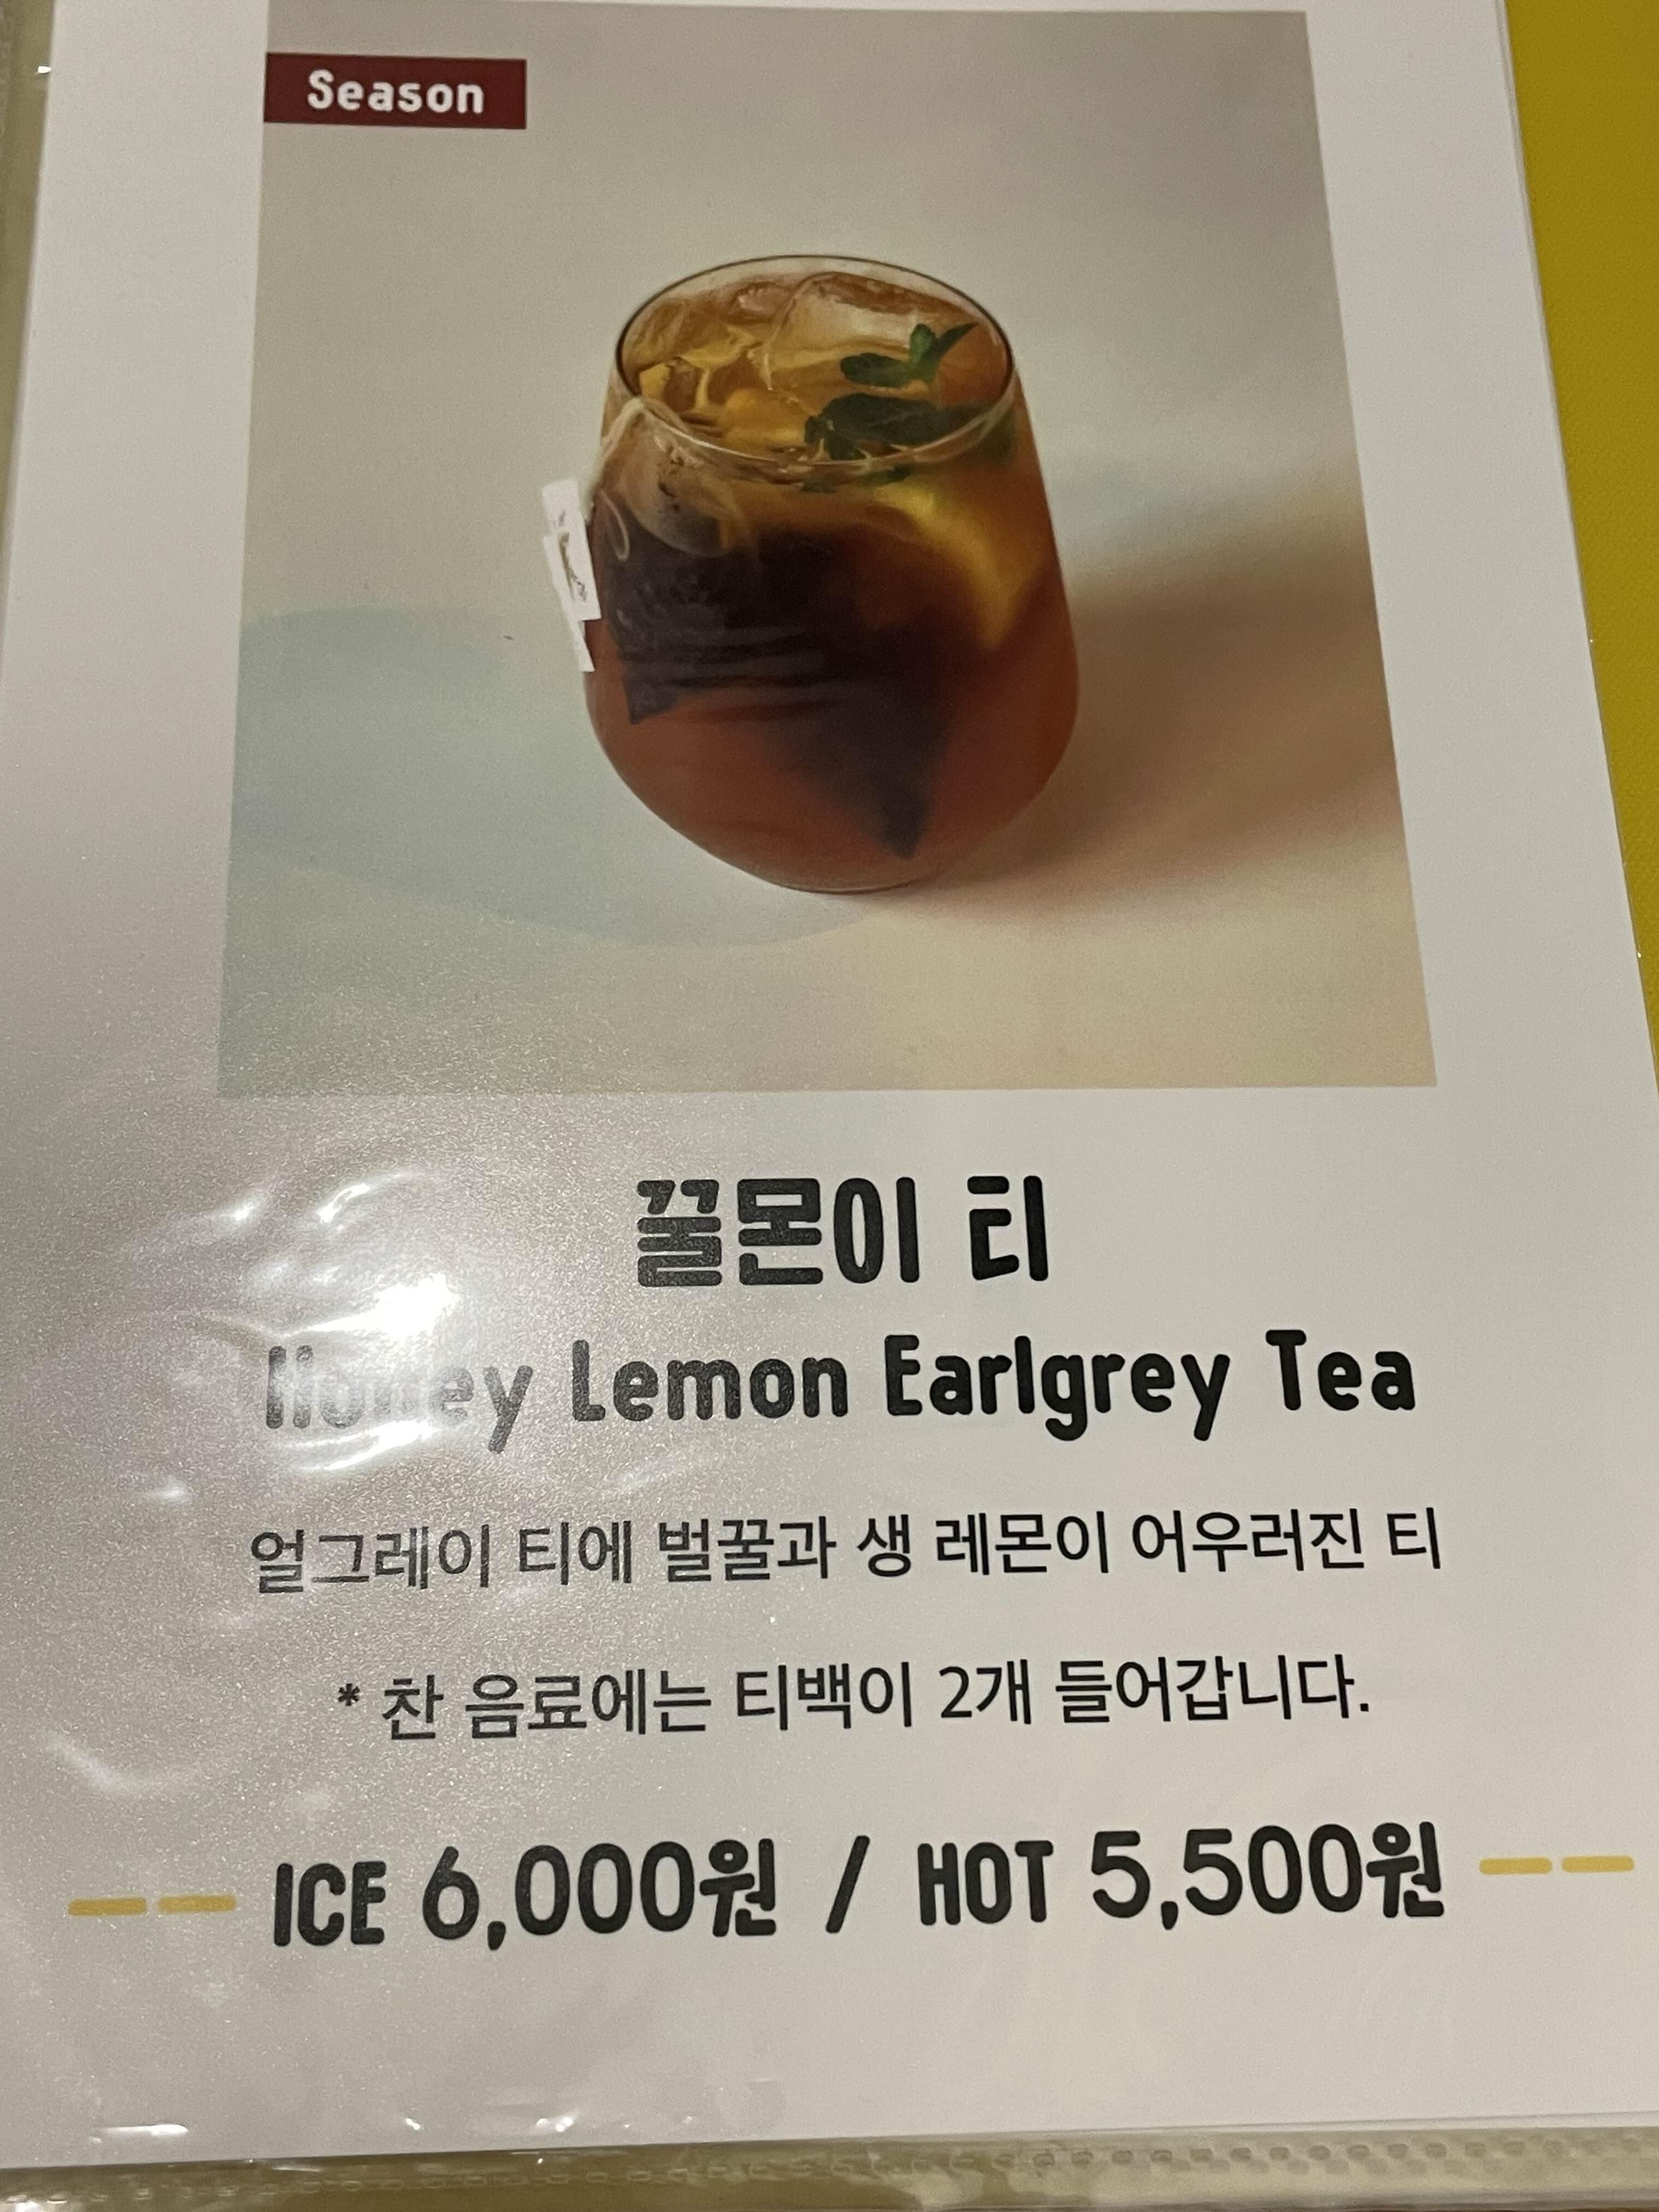 Season
꿀몬이 티
Honey Lemon Earlgrey Tea
얼그레이 티에 벌꿀과 생 레몬이 어우러진 티
* 찬 음료에는 티백이 2개 들어갑니다.
ICE 6,000원 / HOT 5,500원